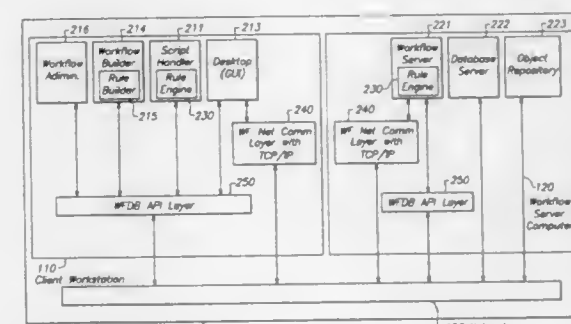 216
214
211
213
221
222
223
Workflow
Adimin.
Workflow
Builder
Rule
Builder
215
Script
Handler
Rule
Engine
230
Desktop
(GUI)
240
WF Net Comm
Layer with
TCP/IP
250
WFDB API Layer
110
Client Workstation
Workflow
Server
Rule
Engine
230
Database
Server
Object
Repository
240
WF Net Comm
Layer with
TCP/IP
250
WFDB API Layer
120
Workflow
Server
Computer